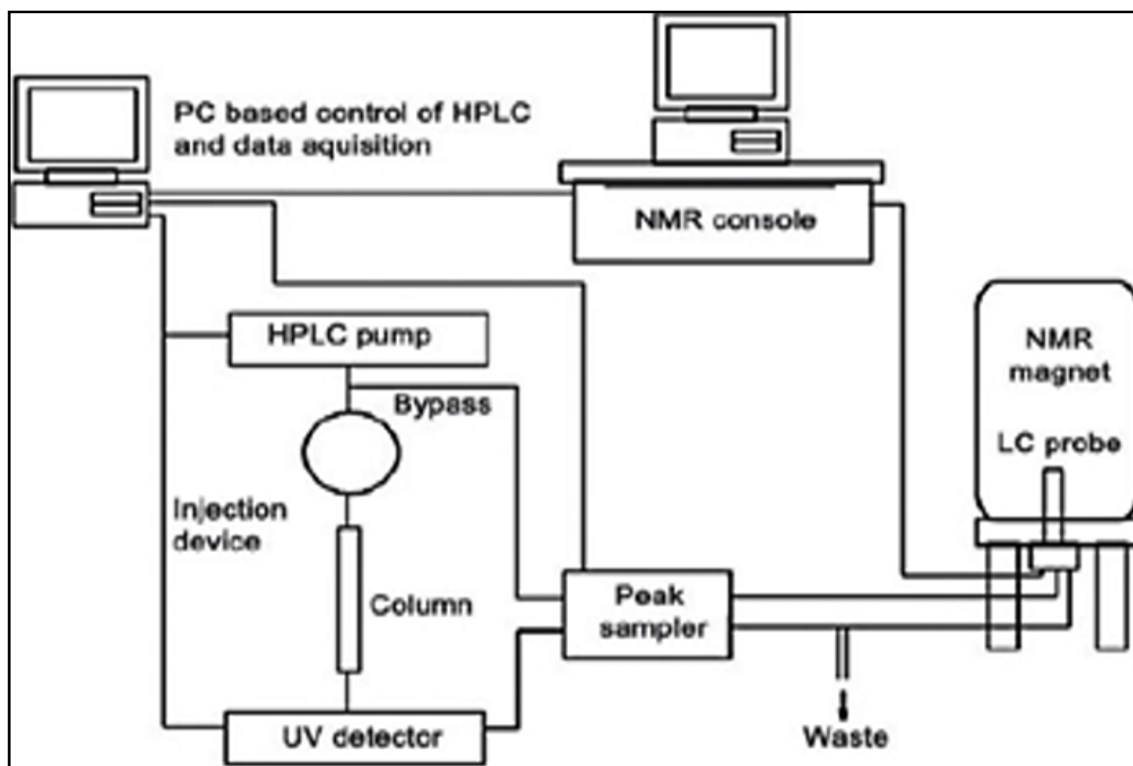 PC based control of HPLC
and data aquisition
NMR console
HPLC pump
Bypass
NMR
magnet
LC probe
Injection
device
Column
Peak
sampler
UV detector
Waste